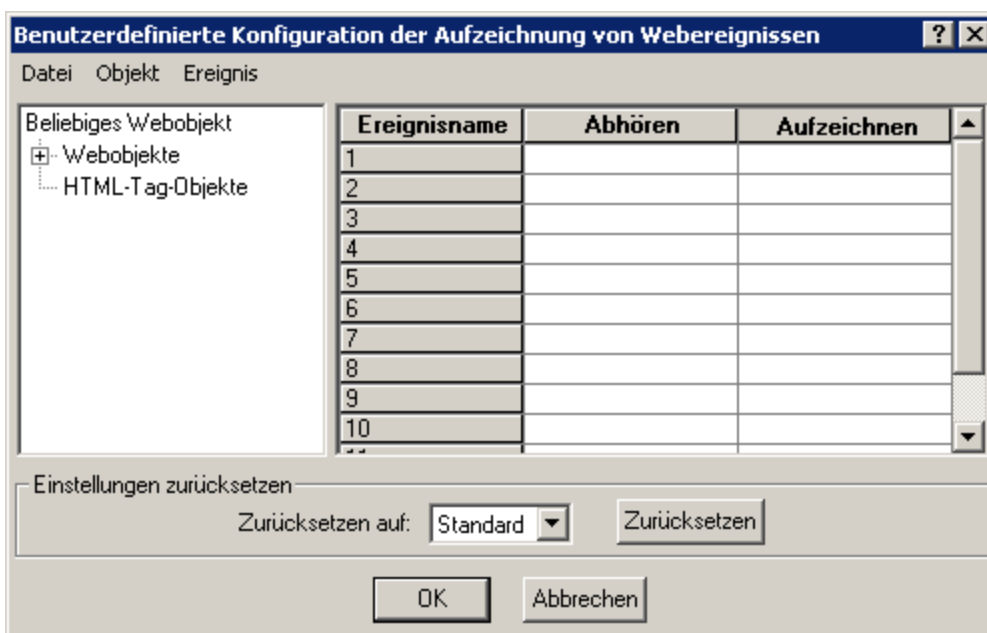 Benutzerdefinierte Konfiguration der Aufzeichnung von Webereignissen
Datei Objekt Ereignis
Beliebiges Webobjekt
Webobjekte
HTML-Tag-Objekte
Ereignisname Abhören Aufzeichnen
1
2
3
4
5
6
7
8
9
10
Einstellungen zurücksetzen
Zurücksetzen auf: Standard Zurücksetzen
OK Abbrechen